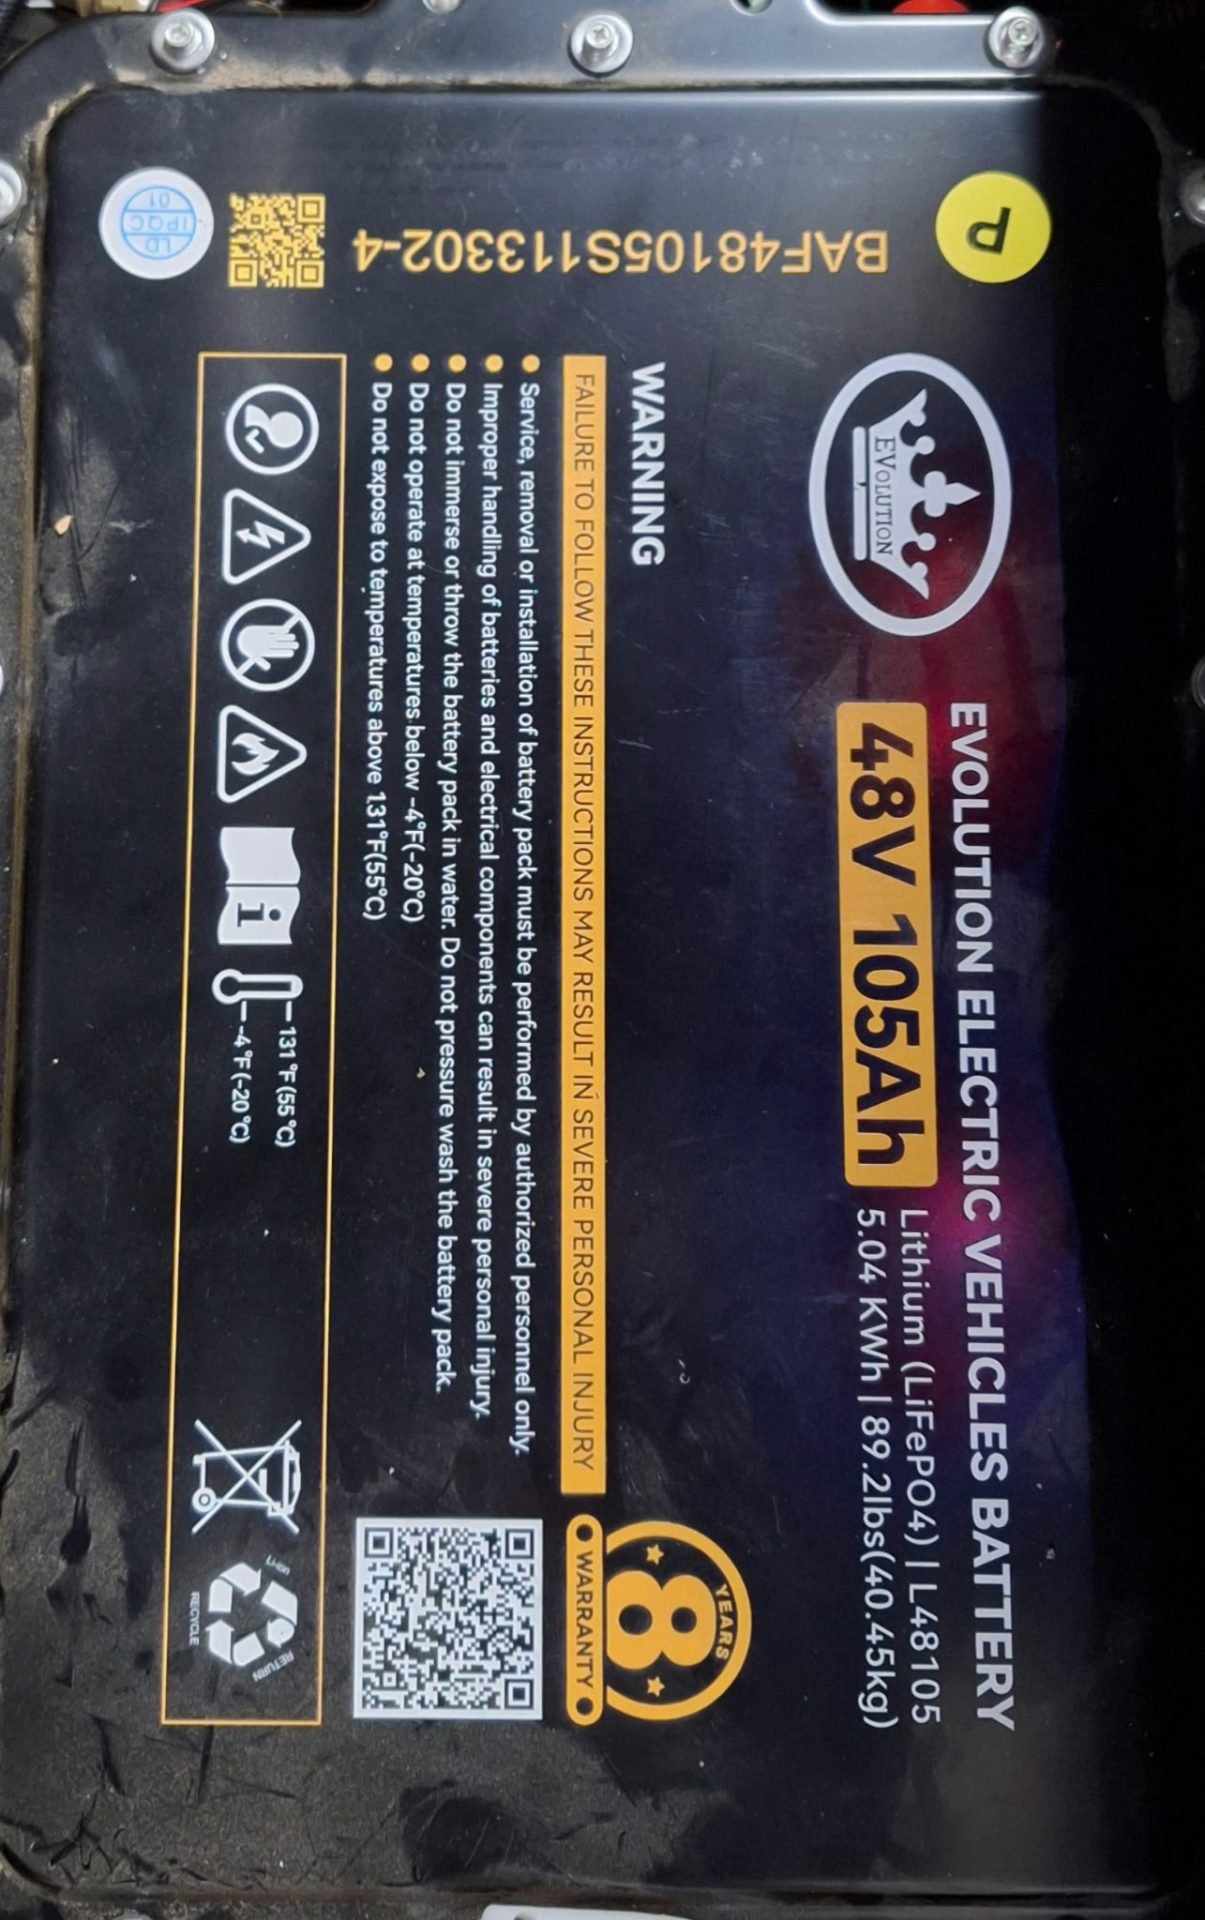 P
BAF48105S113302-4
LD
IPQC
01
EVOLUTION
EVOLUTION ELECTRIC VEHICLES BATTERY
48V 105Ah
Lithium (LiFePO4) | L48105
5.04 KWh | 89.2lbs(40.45kg)
WARNING
FAILURE TO FOLLOW THESE INSTRUCTIONS MAY RESULT IN SEVERE PERSONAL INJURY
Service, removal or installation of battery pack must be performed by authorized personnel only.
Improper handling of batteries and electrical components can result in severe personal injury.
Do not immerse or throw the battery pack in water. Do not pressure wash the battery pack.
Do not operate at temperatures below -4°F(-20°C)
Do not expose to temperatures above 131°F(55°C)
8
YEARS
WARRANTY
i
131°F(55°C)
-4°F(-20°C)
RETURN
RECYCLE